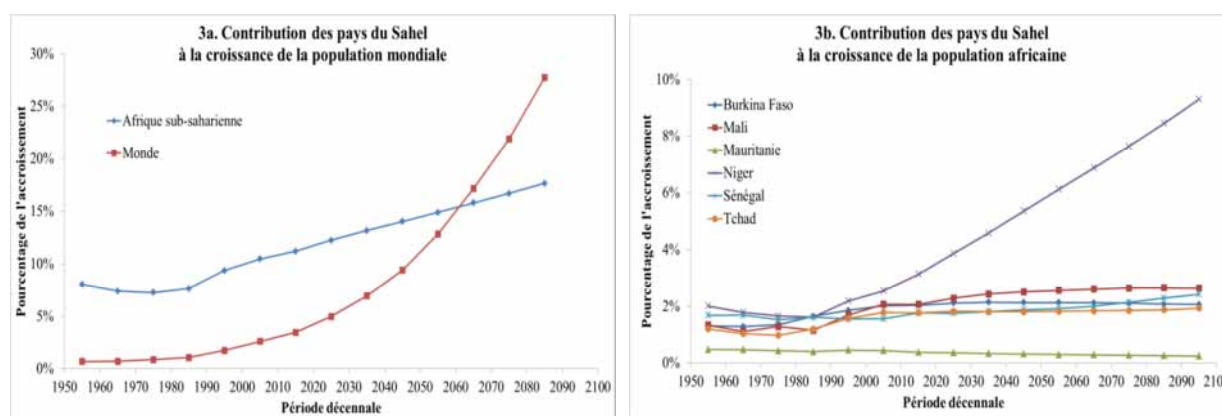 3a. Contribution des pays du Sahel
à la croissance de la population mondiale
30%
25%
20%
15%
10%
5%
0%
Pourcentage de l'accroissement
Afrique sub-saharienne
Monde
1950 1960 1970 1980 1990 2000 2010 2020 2030 2040 2050 2060 2070 2080 2090 2100
Période décennale
3b. Contribution des pays du Sahel
à la croissance de la population africaine
10%
8%
6%
4%
2%
0%
Pourcentage de l'accroissement
Burkina Faso
Mali
Mauritanie
Niger
Sénégal
Tchad
1950 1960 1970 1980 1990 2000 2010 2020 2030 2040 2050 2060 2070 2080 2090 210
Période décennale